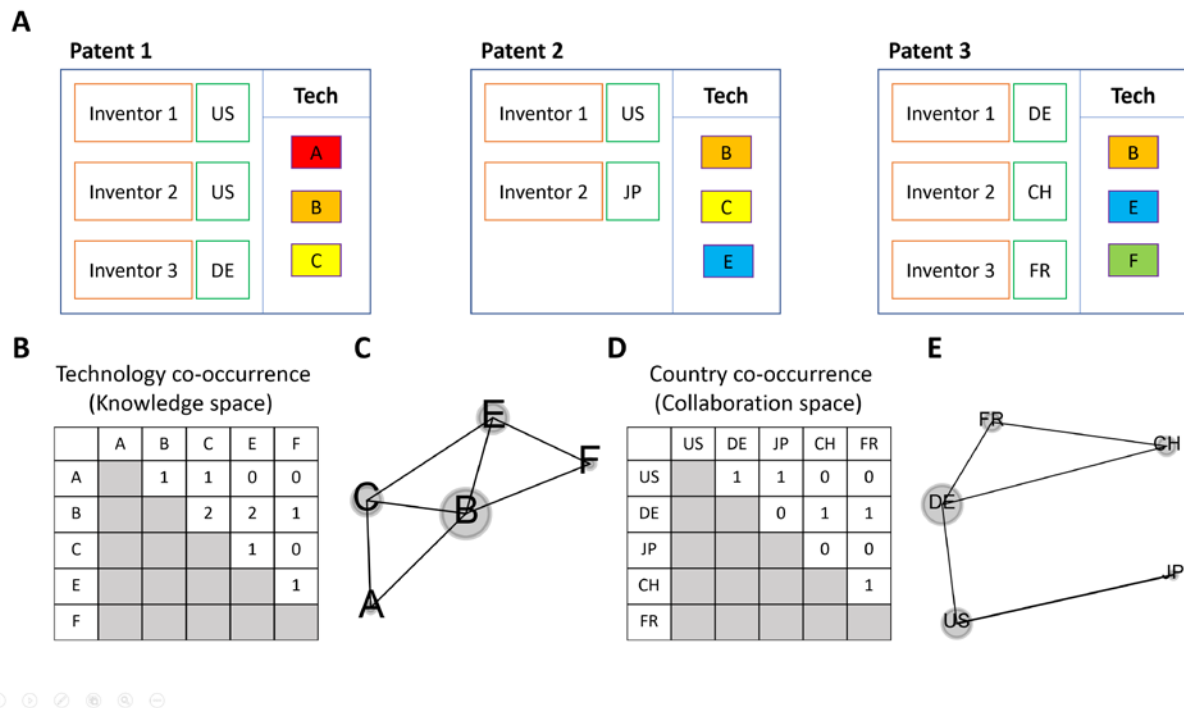 A
Patent 1
Inventor 1 US
Inventor 2 US
Inventor 3 DE
Tech
A
B
C
Patent 2
Inventor 1 US
Inventor 2 JP
Tech
B
C
E
Patent 3
Inventor 1 DE
Inventor 2 CH
Inventor 3 FR
Tech
B
E
F
B
Technology co-occurrence
(Knowledge space)
A B C E F
A 1 1 0 0
B 2 2 1
C 1 0
E 1
F
C
E
F
C
B
A
D
Country co-occurrence
(Collaboration space)
US DE JP CH FR
US 1 1 0 0
DE 0 1 1
JP 0 0
CH 1
FR
E
FR
CH
DE
JP
US